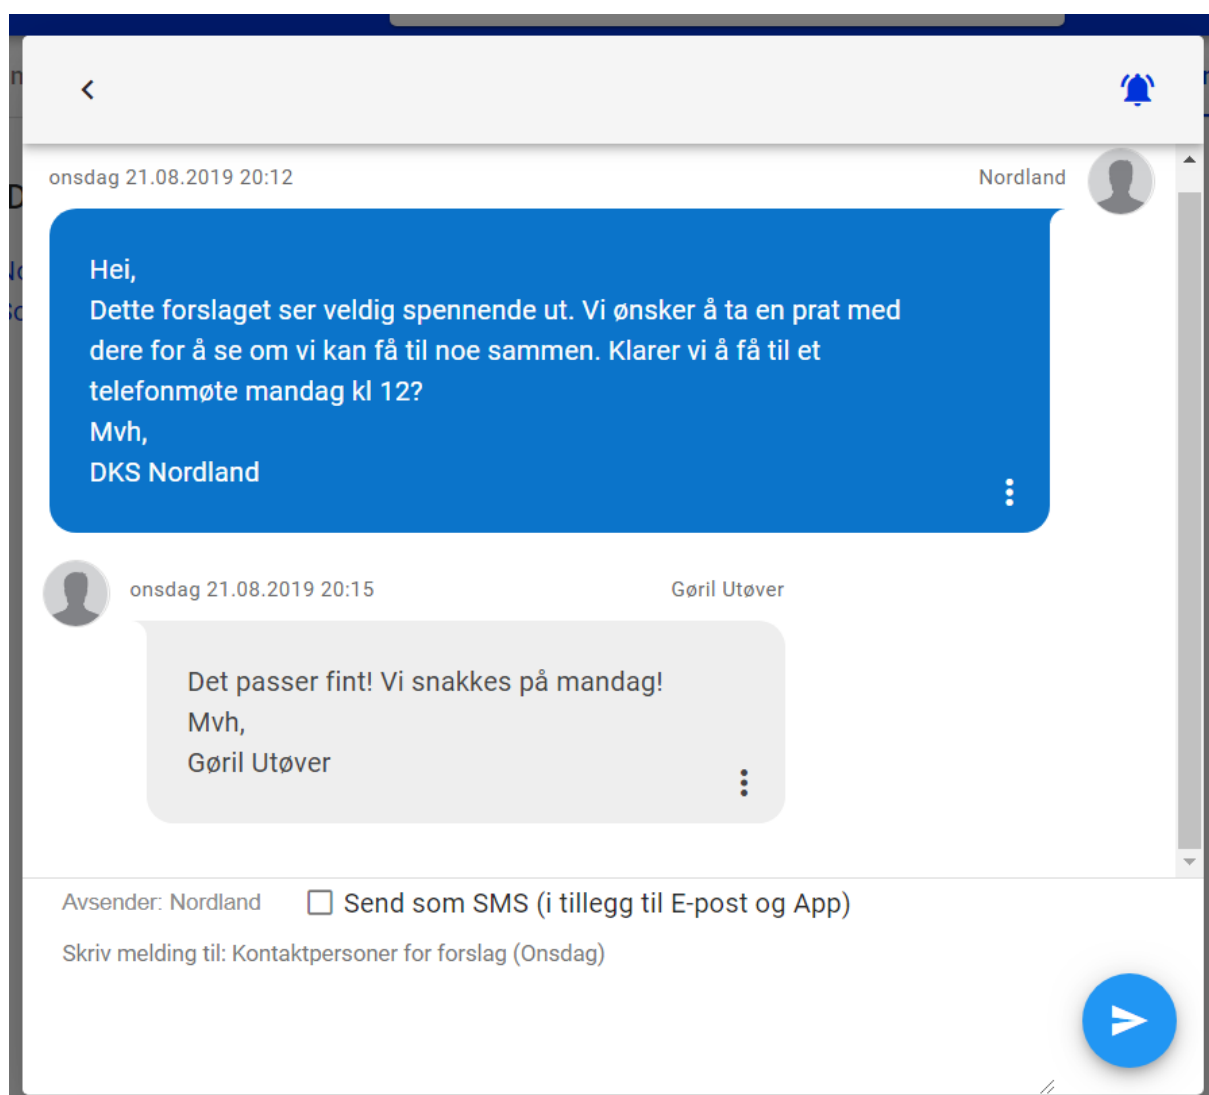 onsdag 21.08.2019 20:12 Nordland
Hei,
Dette forslaget ser veldig spennende ut. Vi ønsker å ta en prat med
dere for å se om vi kan få til noe sammen. Klarer vi å få til et
telefonmøte mandag kl 12?
Mvh,
DKS Nordland
onsdag 21.08.2019 20:15 Gøril Utøver
Det passer fint! Vi snakkes på mandag!
Mvh,
Gøril Utøver
Avsender: Nordland Send som SMS (i tillegg til E-post og App)
Skriv melding til: Kontaktpersoner for forslag (Onsdag)